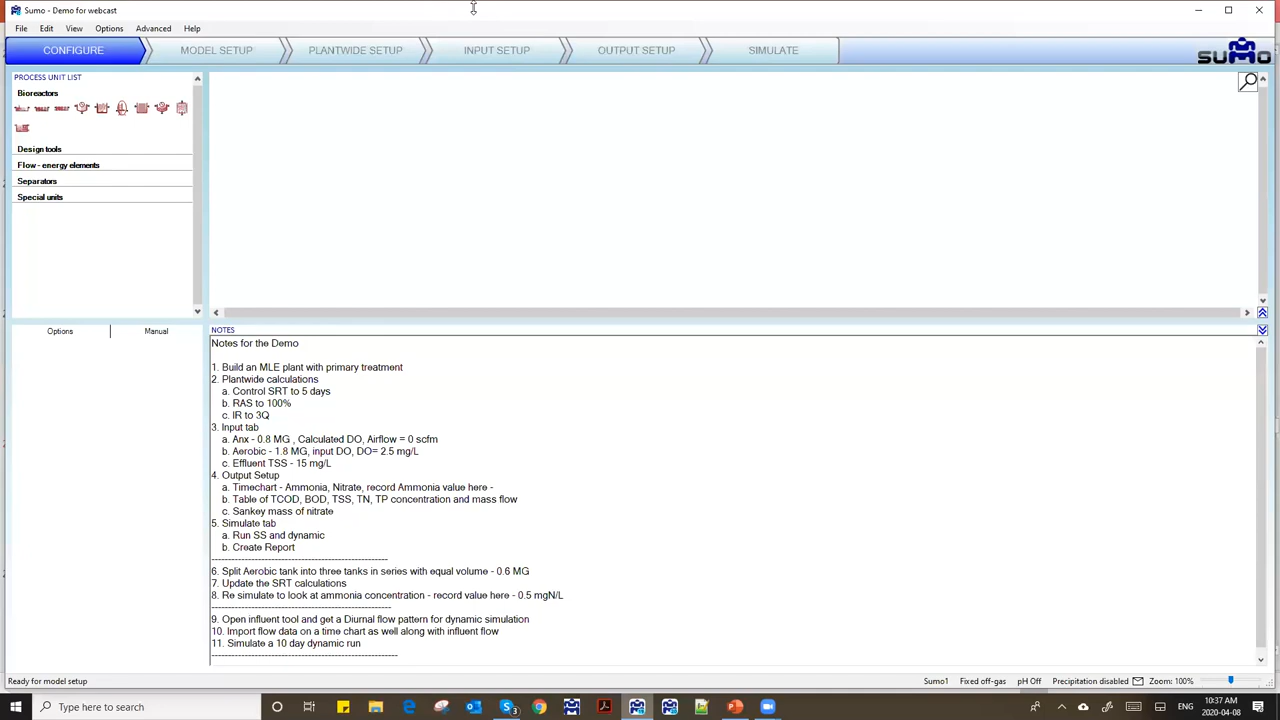 Sumo - Demo for webcast
File Edit View Options Advanced Help
CONFIGURE MODEL SETUP PLANTWIDE SETUP INPUT SETUP OUTPUT SETUP SIMULATE
sumo
PROCESS UNIT LIST
Bioreactors
Design tools
Flow - energy elements
Separators
Special units
Options Manual
NOTES
Notes for the Demo
1. Build an MLE plant with primary treatment
2. Plantwide calculations
a. Control SRT to 5 days
b. RAS to 100%
c. IR to 3Q
3. Input tab
a. Anx - 0.8 MG , Calculated DO, Airflow = 0 scfm
b. Aerobic - 1.8 MG, input DO, DO= 2.5 mg/L
c. Effluent TSS - 15 mg/L
4. Output Setup
a. Timechart - Ammonia, Nitrate, record Ammonia value here -
b. Table of TCOD, BOD, TSS, TN, TP concentration and mass flow
c. Sankey mass of nitrate
5. Simulate tab
a. Run SS and dynamic
b. Create Report
------------------------------------------------------
6. Split Aerobic tank into three tanks in series with equal volume - 0.6 MG
7. Update the SRT calculations
8. Re simulate to look at ammonia concentration - record value here - 0.5 mgN/L
-------------------------------------------------------
9. Open influent tool and get a Diurnal flow pattern for dynamic simulation
10. Import flow data on a time chart as well along with influent flow
11. Simulate a 10 day dynamic run
---------------------------------------------------------
Ready for model setup
Sumo1 Fixed off-gas pH Off Precipitation disabled Zoom: 100%
Type here to search
10:37 AM
2020-04-08